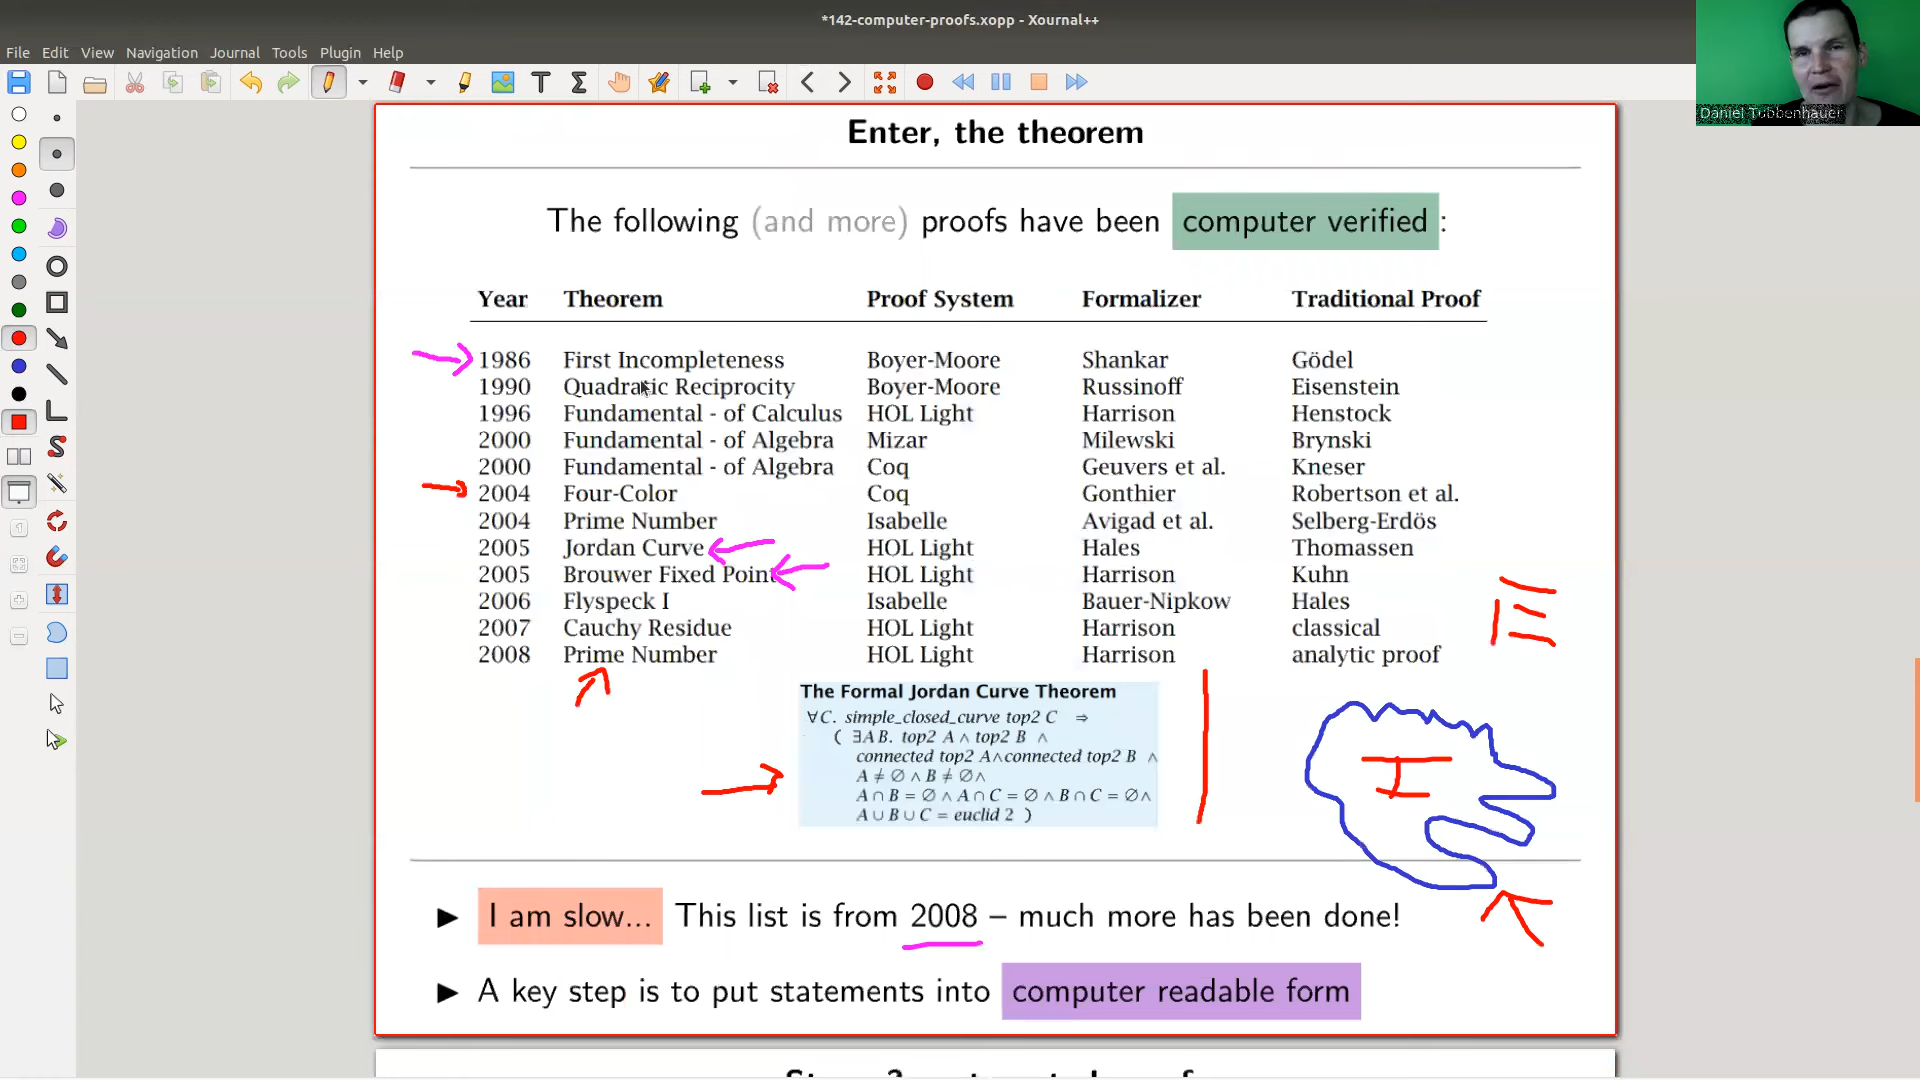 *142-computer-proofs.xopp - Xournal++
File Edit View Navigation Journal Tools Plugin Help
Daniel Tubbenhauer
Enter, the theorem
The following (and more) proofs have been computer verified :
Year Theorem Proof System Formalizer Traditional Proof
1986 First Incompleteness Boyer-Moore Shankar Gödel
1990 Quadratic Reciprocity Boyer-Moore Russinoff Eisenstein
1996 Fundamental - of Calculus HOL Light Harrison Henstock
2000 Fundamental - of Algebra Mizar Milewski Brynski
2000 Fundamental - of Algebra Coq Geuvers et al. Kneser
2004 Four-Color Coq Gonthier Robertson et al.
2004 Prime Number Isabelle Avigad et al. Selberg-Erdös
2005 Jordan Curve HOL Light Hales Thomassen
2005 Brouwer Fixed Point HOL Light Harrison Kuhn
2006 Flyspeck I Isabelle Bauer-Nipkow Hales
2007 Cauchy Residue HOL Light Harrison classical
2008 Prime Number HOL Light Harrison analytic proof
The Formal Jordan Curve Theorem
∀C. simple_closed_curve top2 C ⇒
( ∃A B. top2 A ∧ top2 B ∧
connected top2 A∧connected top2 B ∧
A ≠ ∅ ∧ B ≠ ∅∧
A ∩ B = ∅ ∧ A ∩ C = ∅ ∧ B ∩ C = ∅∧
A ∪ B ∪ C = euclid 2 )
I
► I am slow... This list is from 2008 – much more has been done!
► A key step is to put statements into computer readable form